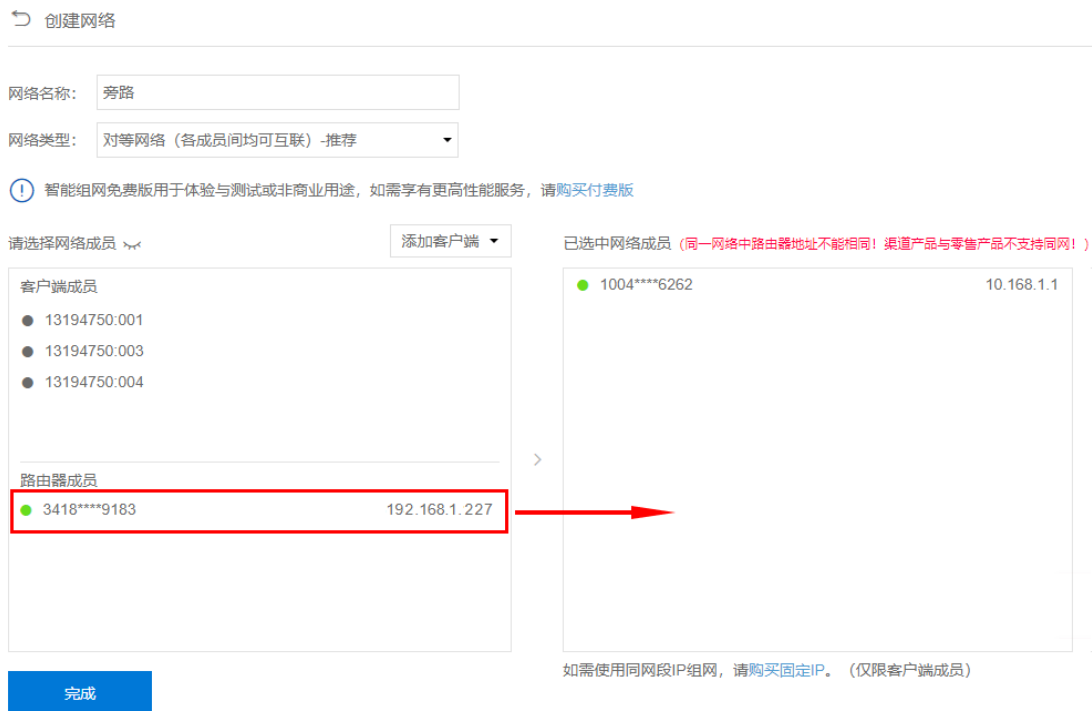 创建网络
网络名称： 旁路
网络类型： 对等网络（各成员间均可互联）-推荐
智能组网免费版用于体验与测试或非商业用途，如需享有更高性能服务，请购买付费版
请选择网络成员 添加客户端
客户端成员
13194750:001
13194750:003
13194750:004
路由器成员
3418****9183 192.168.1.227
完成
已选中网络成员（同一网络中路由器地址不能相同！渠道产品与零售产品不支持同网！）
1004****6262 10.168.1.1
如需使用同网段IP组网，请购买固定IP。（仅限客户端成员）